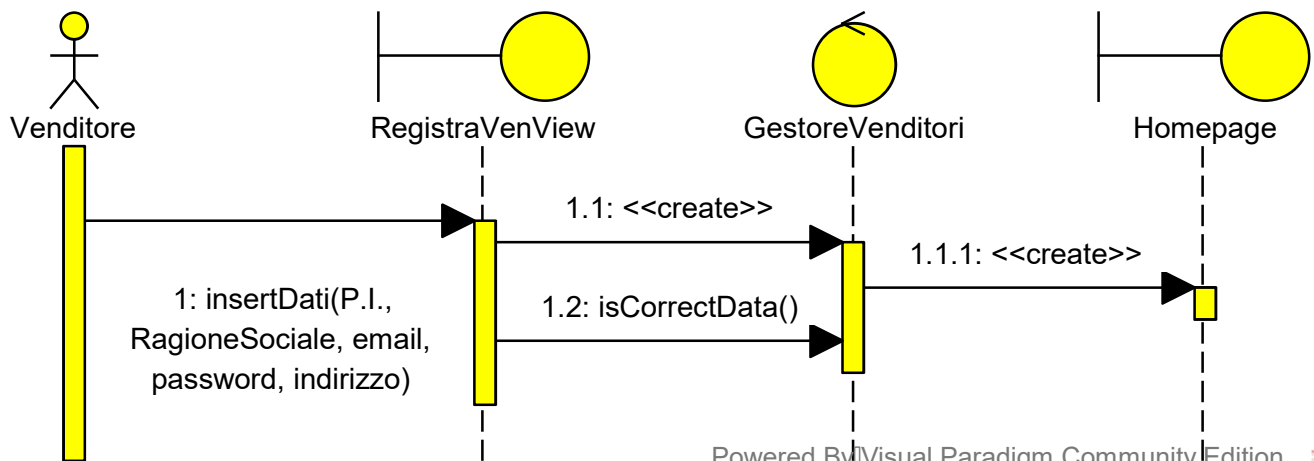 Venditore
RegistraVenView
GestoreVenditori
Homepage
1.1: <<create>>
1.1.1: <<create>>
1: insertDati(P.I.,
RagioneSociale, email,
password, indirizzo)
1.2: isCorrectData()
Powered By Visual Paradigm Community Edition